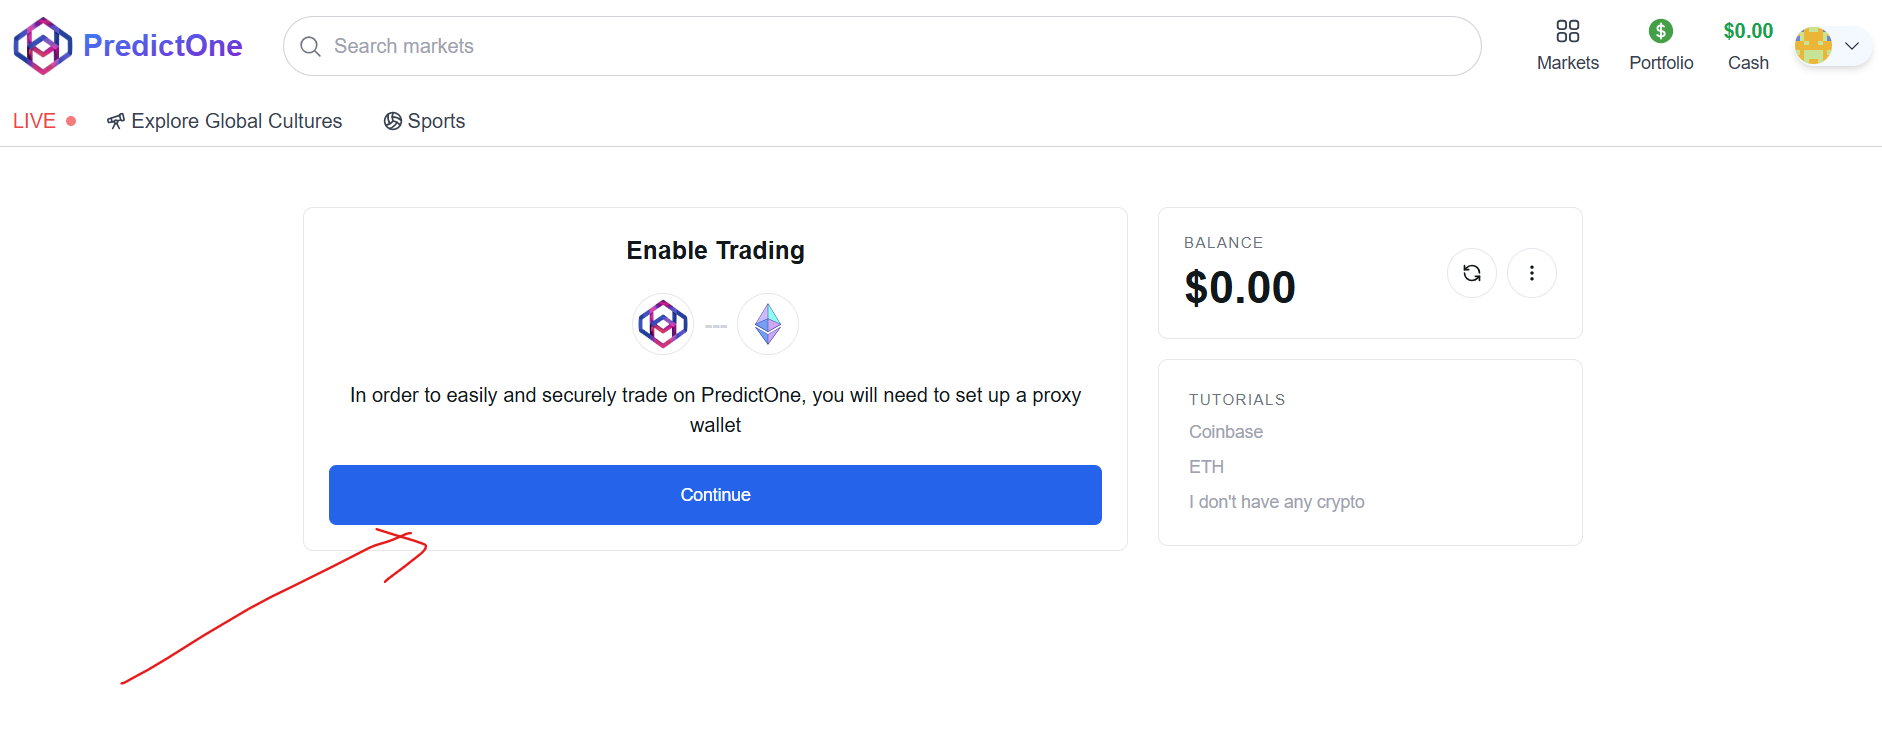 PredictOne
Search markets
Markets
Portfolio
$0.00
Cash
LIVE
Explore Global Cultures
Sports
Enable Trading
In order to easily and securely trade on PredictOne, you will need to set up a proxy
wallet
Continue
BALANCE
$0.00
TUTORIALS
Coinbase
ETH
I don't have any crypto